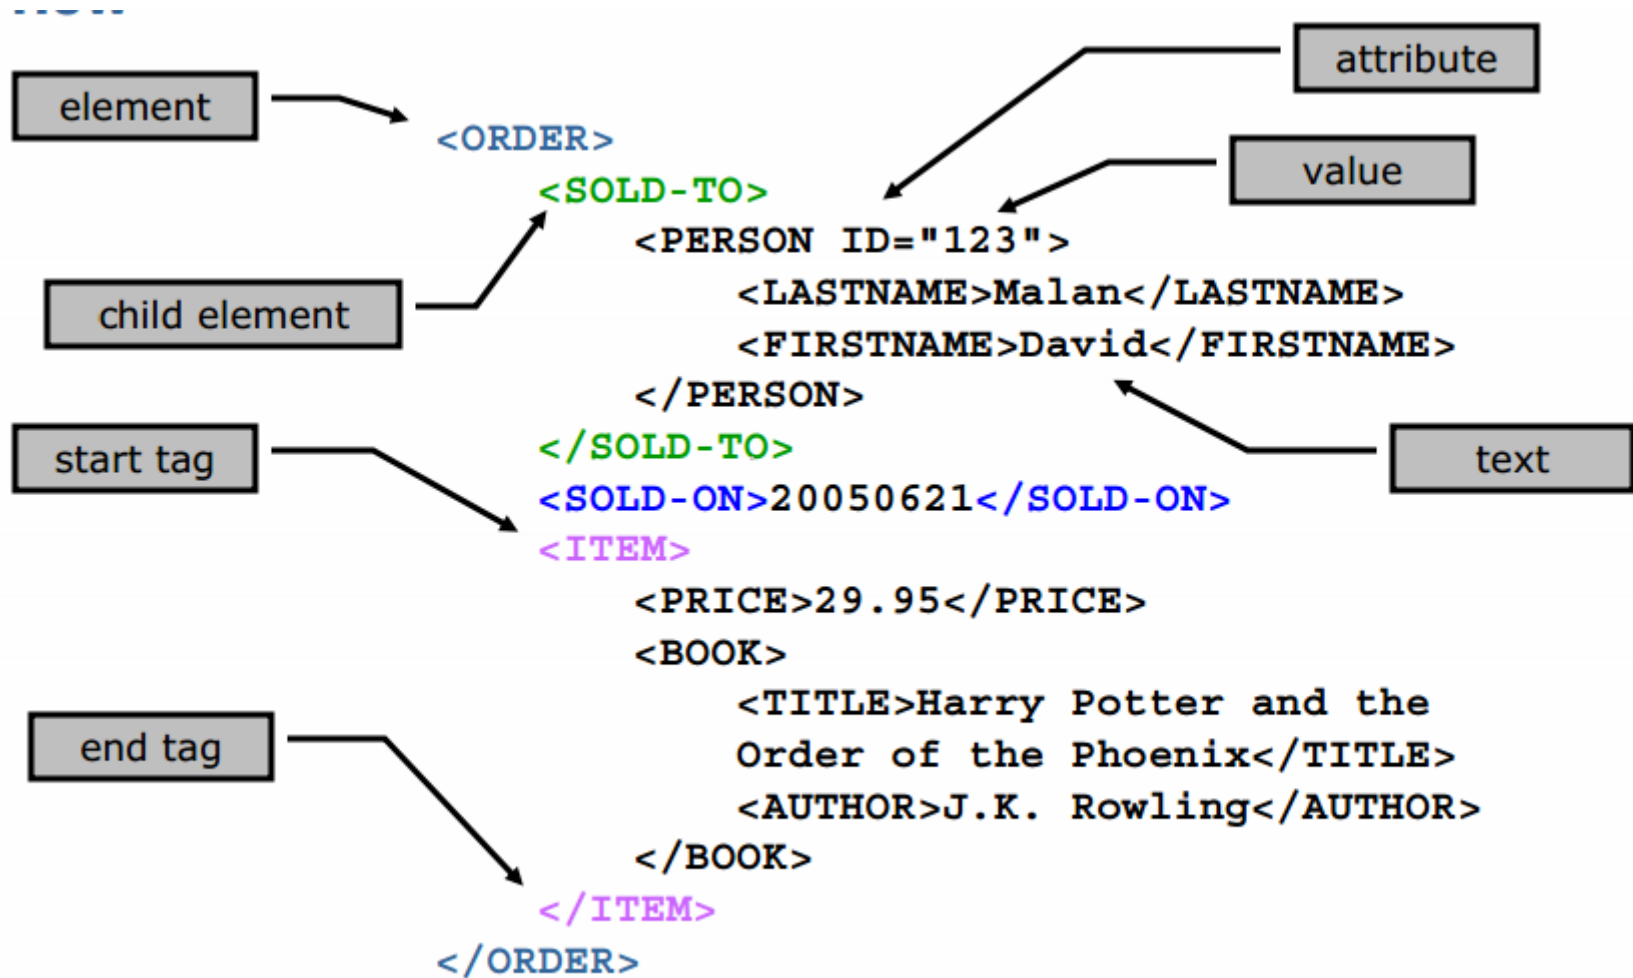 element
attribute
<ORDER>
value
<SOLD-TO>
<PERSON ID="123">
<LASTNAME>Malan</LASTNAME>
child element
<FIRSTNAME>David</FIRSTNAME>
</PERSON>
start tag
</SOLD-TO>
text
<SOLD-ON>20050621</SOLD-ON>
<ITEM>
<PRICE>29.95</PRICE>
<BOOK>
<TITLE>Harry Potter and the
end tag
Order of the Phoenix</TITLE>
<AUTHOR>J.K. Rowling</AUTHOR>
</BOOK>
</ITEM>
</ORDER>